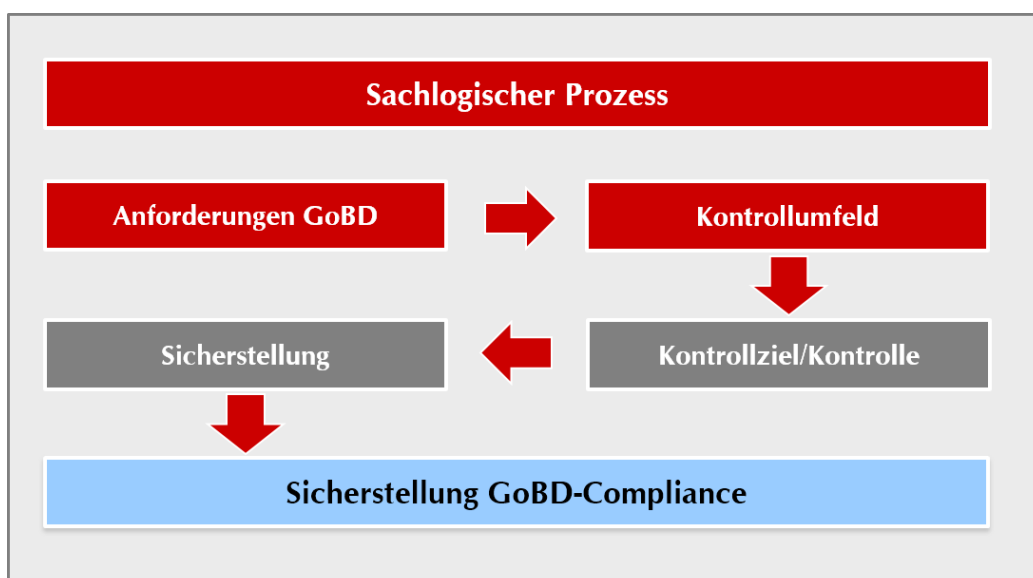 Sachlogischer Prozess
Anforderungen GoBD
Kontrollumfeld
Sicherstellung
Kontrollziel/Kontrolle
Sicherstellung GoBD-Compliance